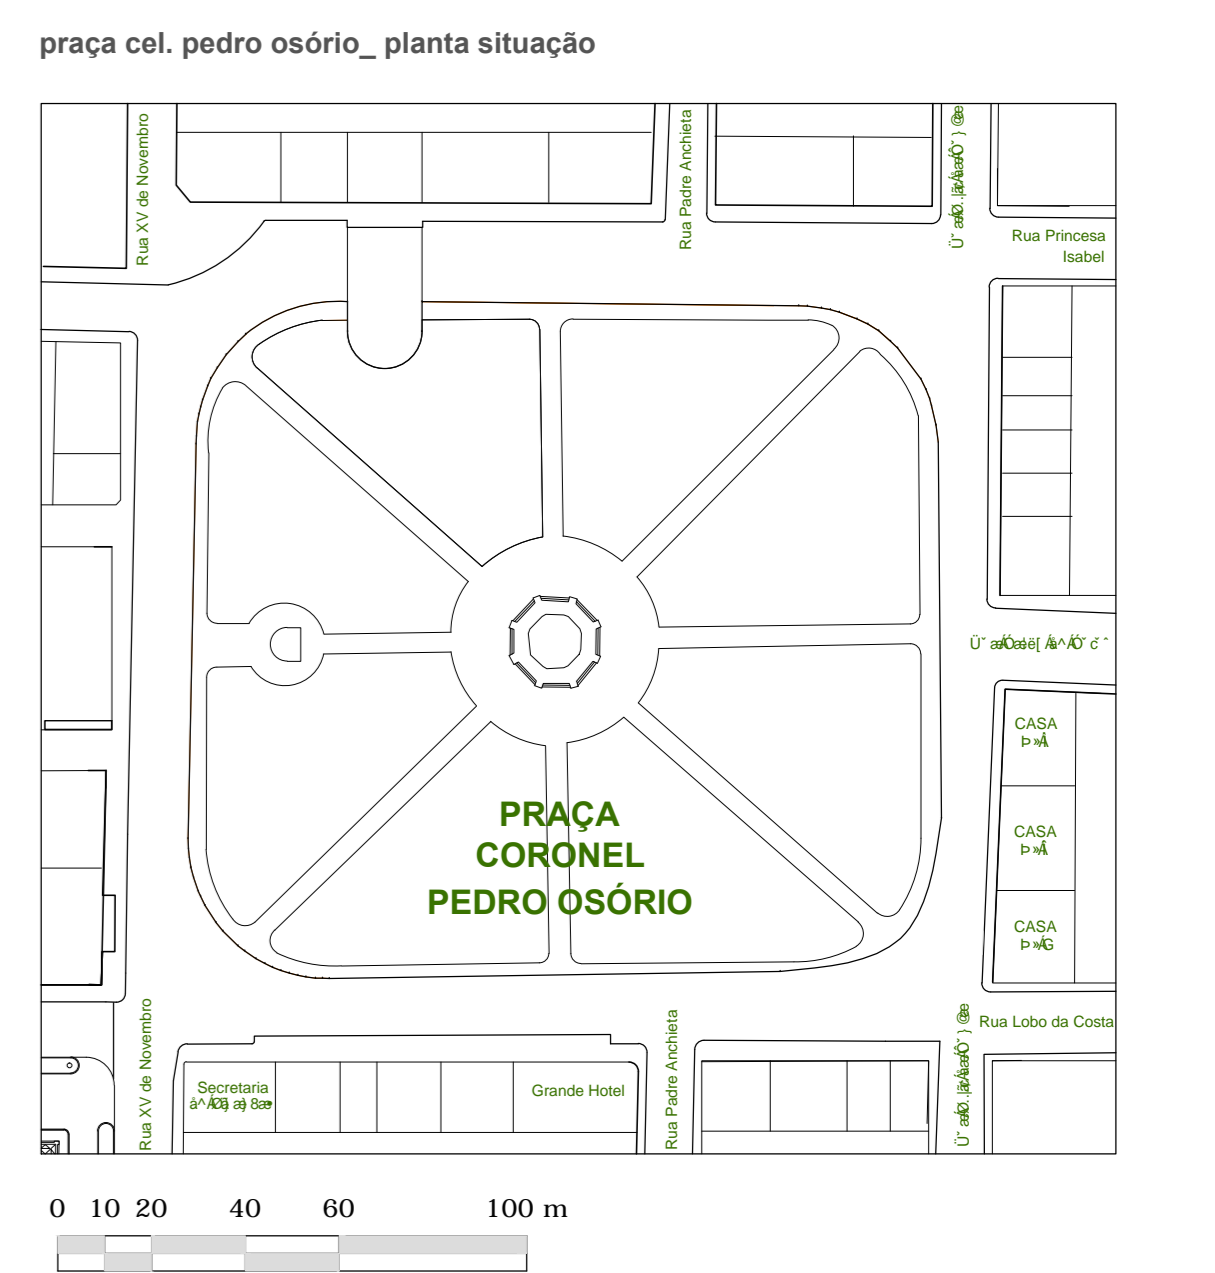 praça cel. pedro osório_ planta situação
Rua XV de Novembro
Rua Padre Anchieta
Rua Princesa
Isabel
CASA
CASA
CASA
PRAÇA
CORONEL
PEDRO OSÓRIO
Rua XV de Novembro
Secretaria
Grande Hotel
Rua Padre Anchieta
Rua Lobo da Costa
0 10 20 40 60 100 m